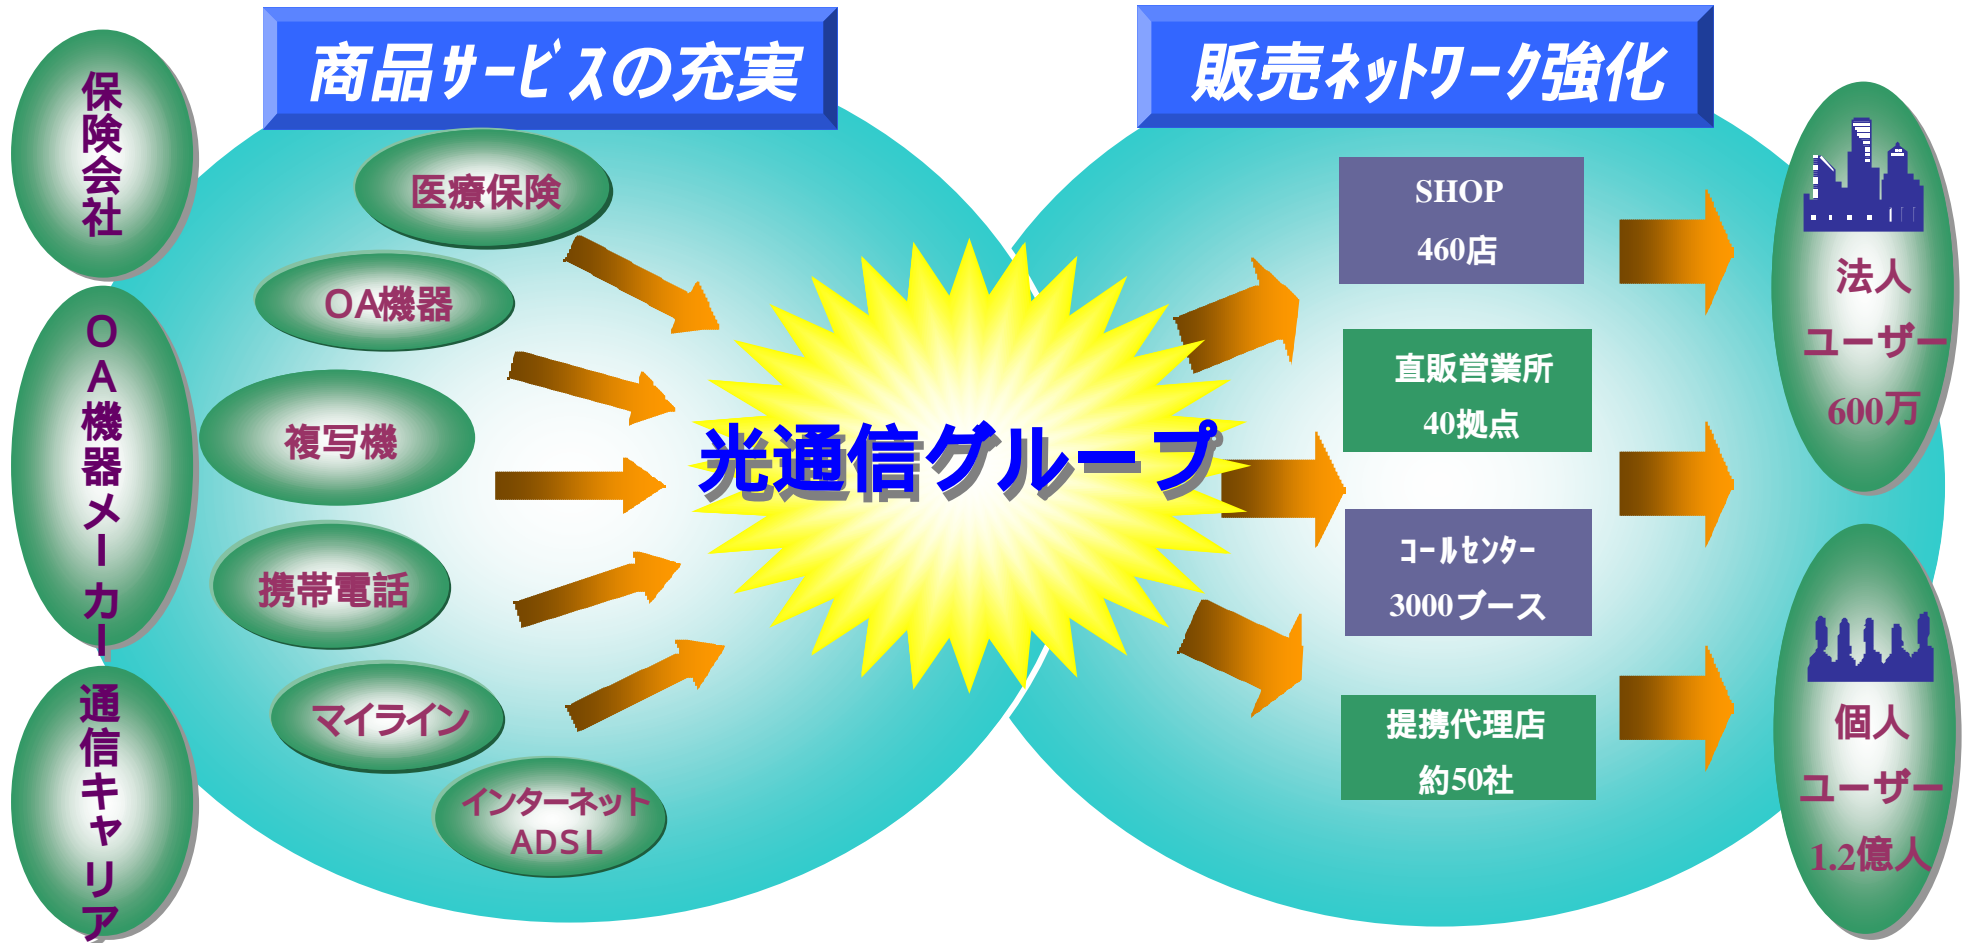 商品ｻｰﾋﾞｽの充実
販売ﾈｯﾄﾜｰｸ強化
保険会社
ＯＡ機器メーカー
通信キャリア
医療保険
ＯA機器
複写機
携帯電話
マイライン
インターネット
ADSＬ
光通信グループ
SHOP
460店
直販営業所
40拠点
ｺｰﾙｾﾝﾀｰ
3000ブース
提携代理店
約50社
法人
ユーザー
600万
個人
ユーザー
1.2億人